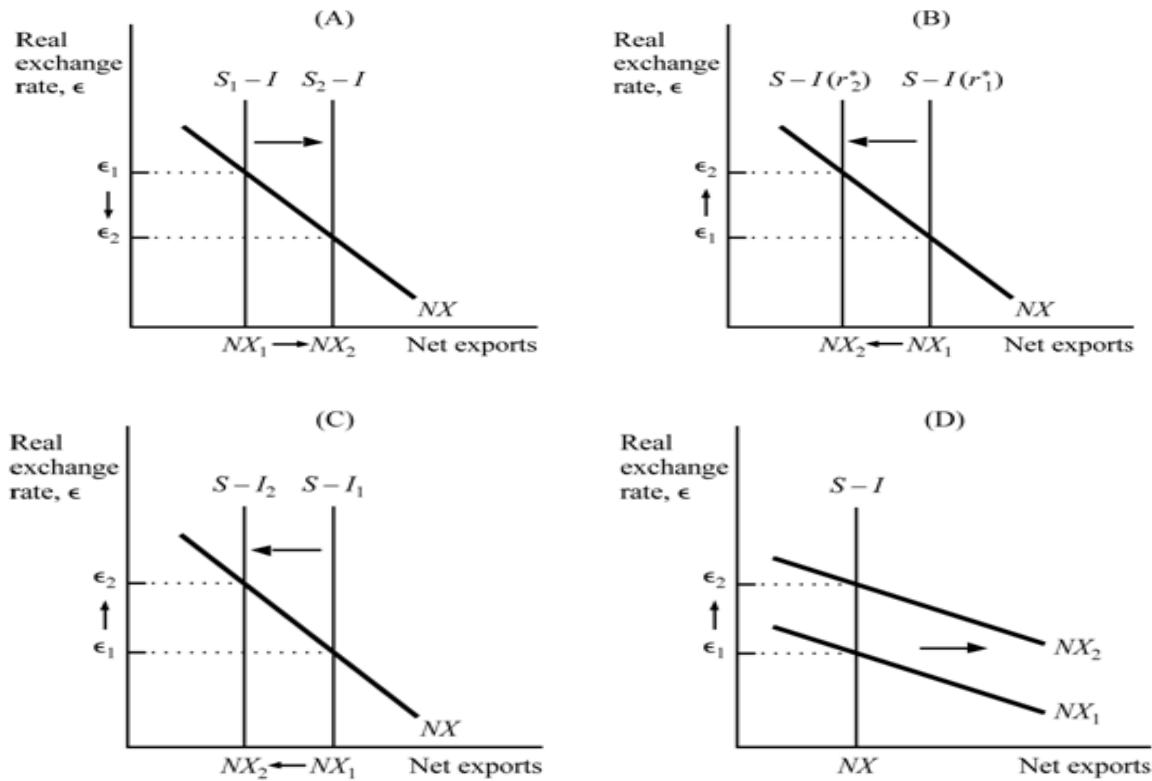 (A)
Real
exchange
rate, ϵ
S₁ – I
S₂ – I
ϵ₁
ϵ₂
NX
NX₁
NX₂
Net exports
(B)
Real
exchange
rate, ϵ
S – I (r₂*)
S – I (r₁*)
ϵ₂
ϵ₁
NX
NX₂
NX₁
Net exports
(C)
Real
exchange
rate, ϵ
S – I₂
S – I₁
ϵ₂
ϵ₁
NX
NX₂
NX₁
Net exports
(D)
Real
exchange
rate, ϵ
S – I
ϵ₂
ϵ₁
NX₂
NX₁
NX
Net exports